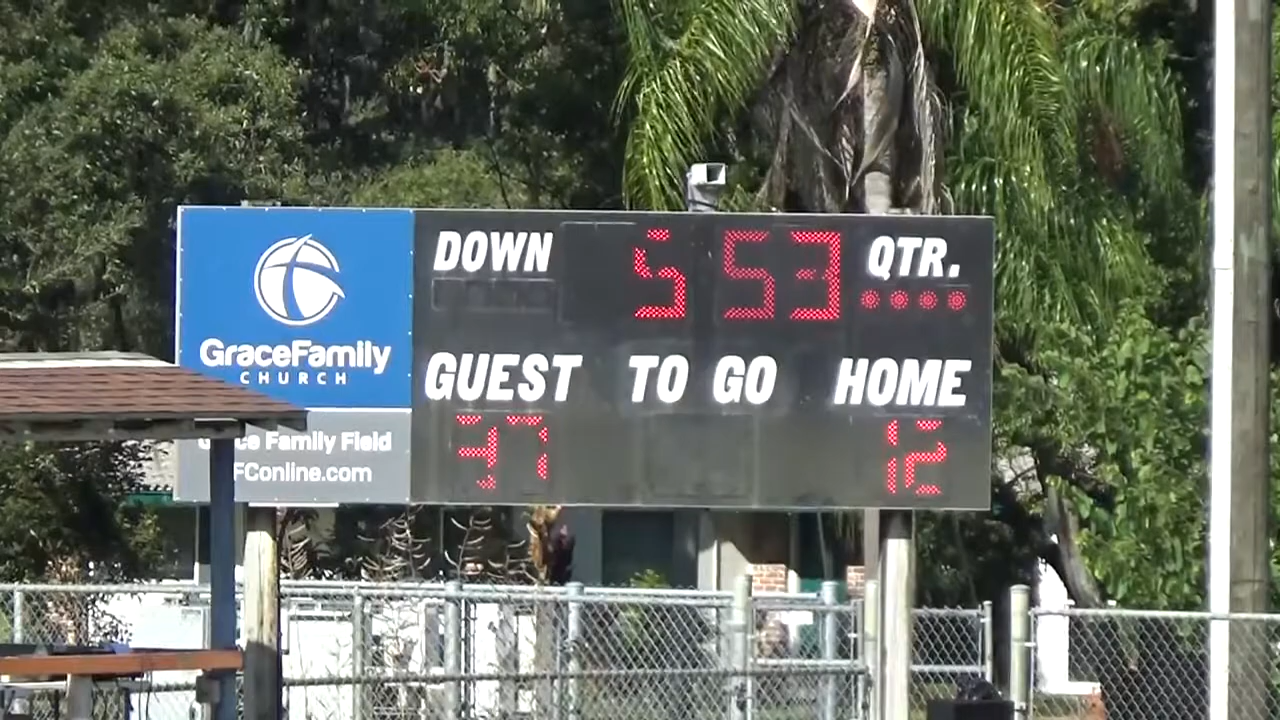 GraceFamily
CHURCH
Grace Family Field
FConline.com
DOWN 5 53 QTR.
GUEST TO GO HOME
37 12